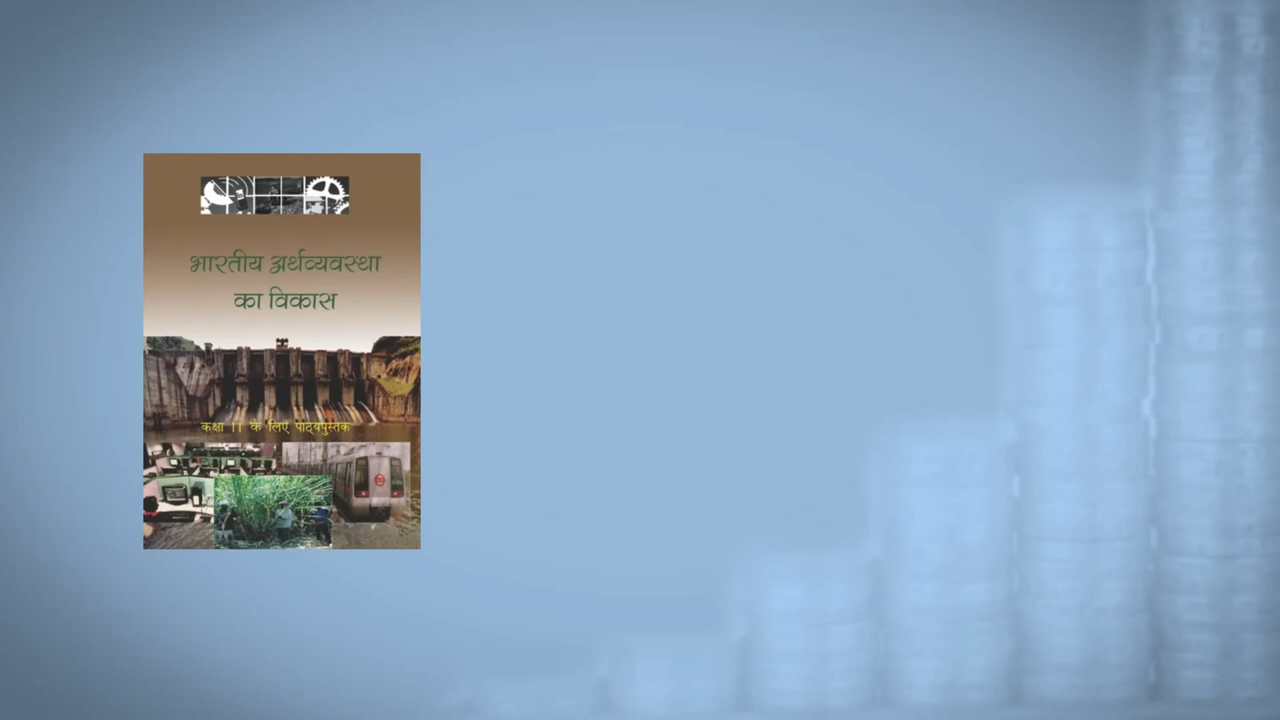 भारतीय अर्थव्यवस्था
का विकास
कक्षा 11 के लिए पाठ्यपुस्तक